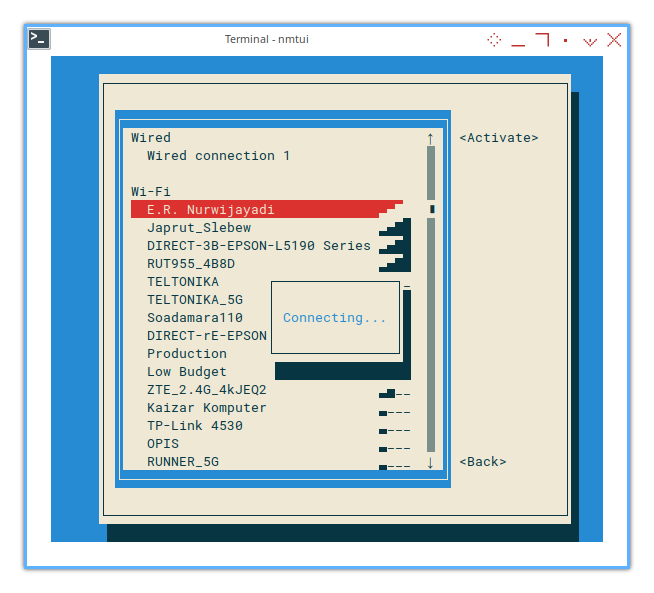 Terminal - nmtui
Wired
Wired connection 1
<Activate>
Wi-Fi
E.R. Nurwijayadi
Japrut_Slebew
DIRECT-3B-EPSON-L5190 Series
RUT955_4B8D
TELTONIKA
TELTONIKA_5G
Soadamara110
Connecting...
DIRECT-rE-EPSON
Production
Low Budget
ZTE_2.4G_4kJEQ2
Kaizar Komputer
TP-Link 4530
OPIS
RUNNER_5G
<Back>